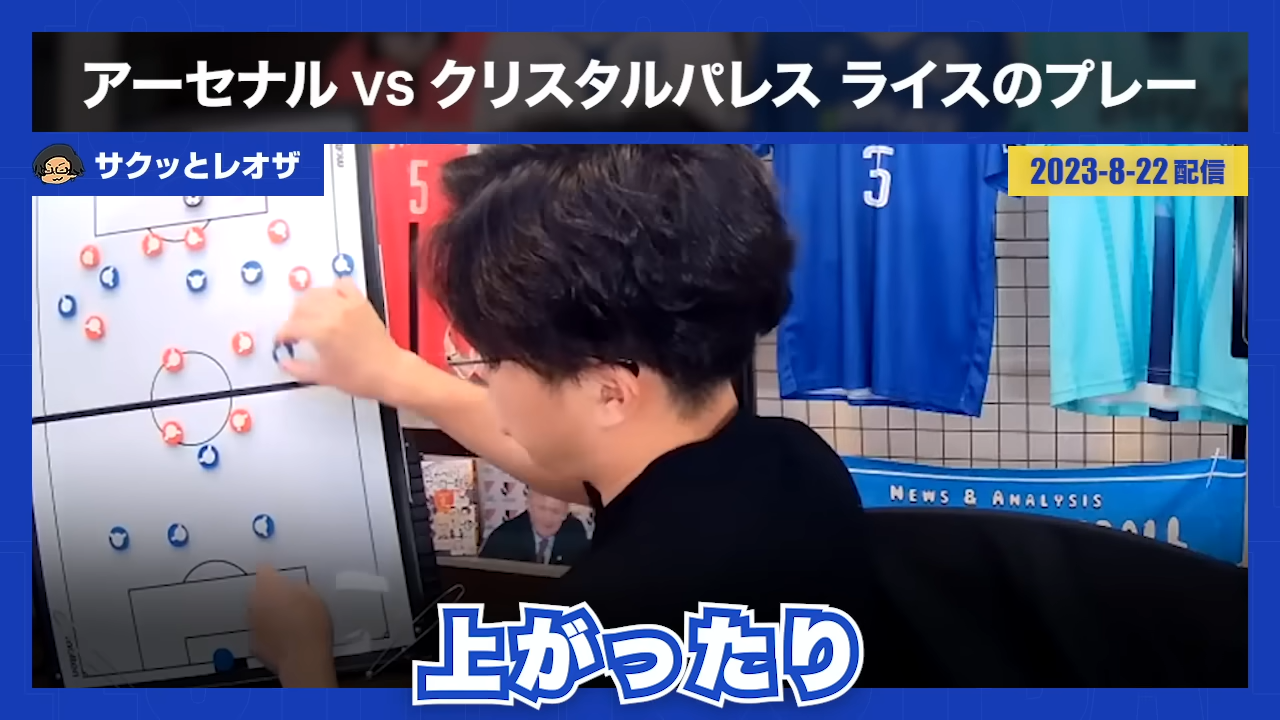 アーセナル vs クリスタルパレス ライスのプレー
サクッとレオザ
2023-8-22 配信
5
5
NEWS & ANALYSIS
上がったり